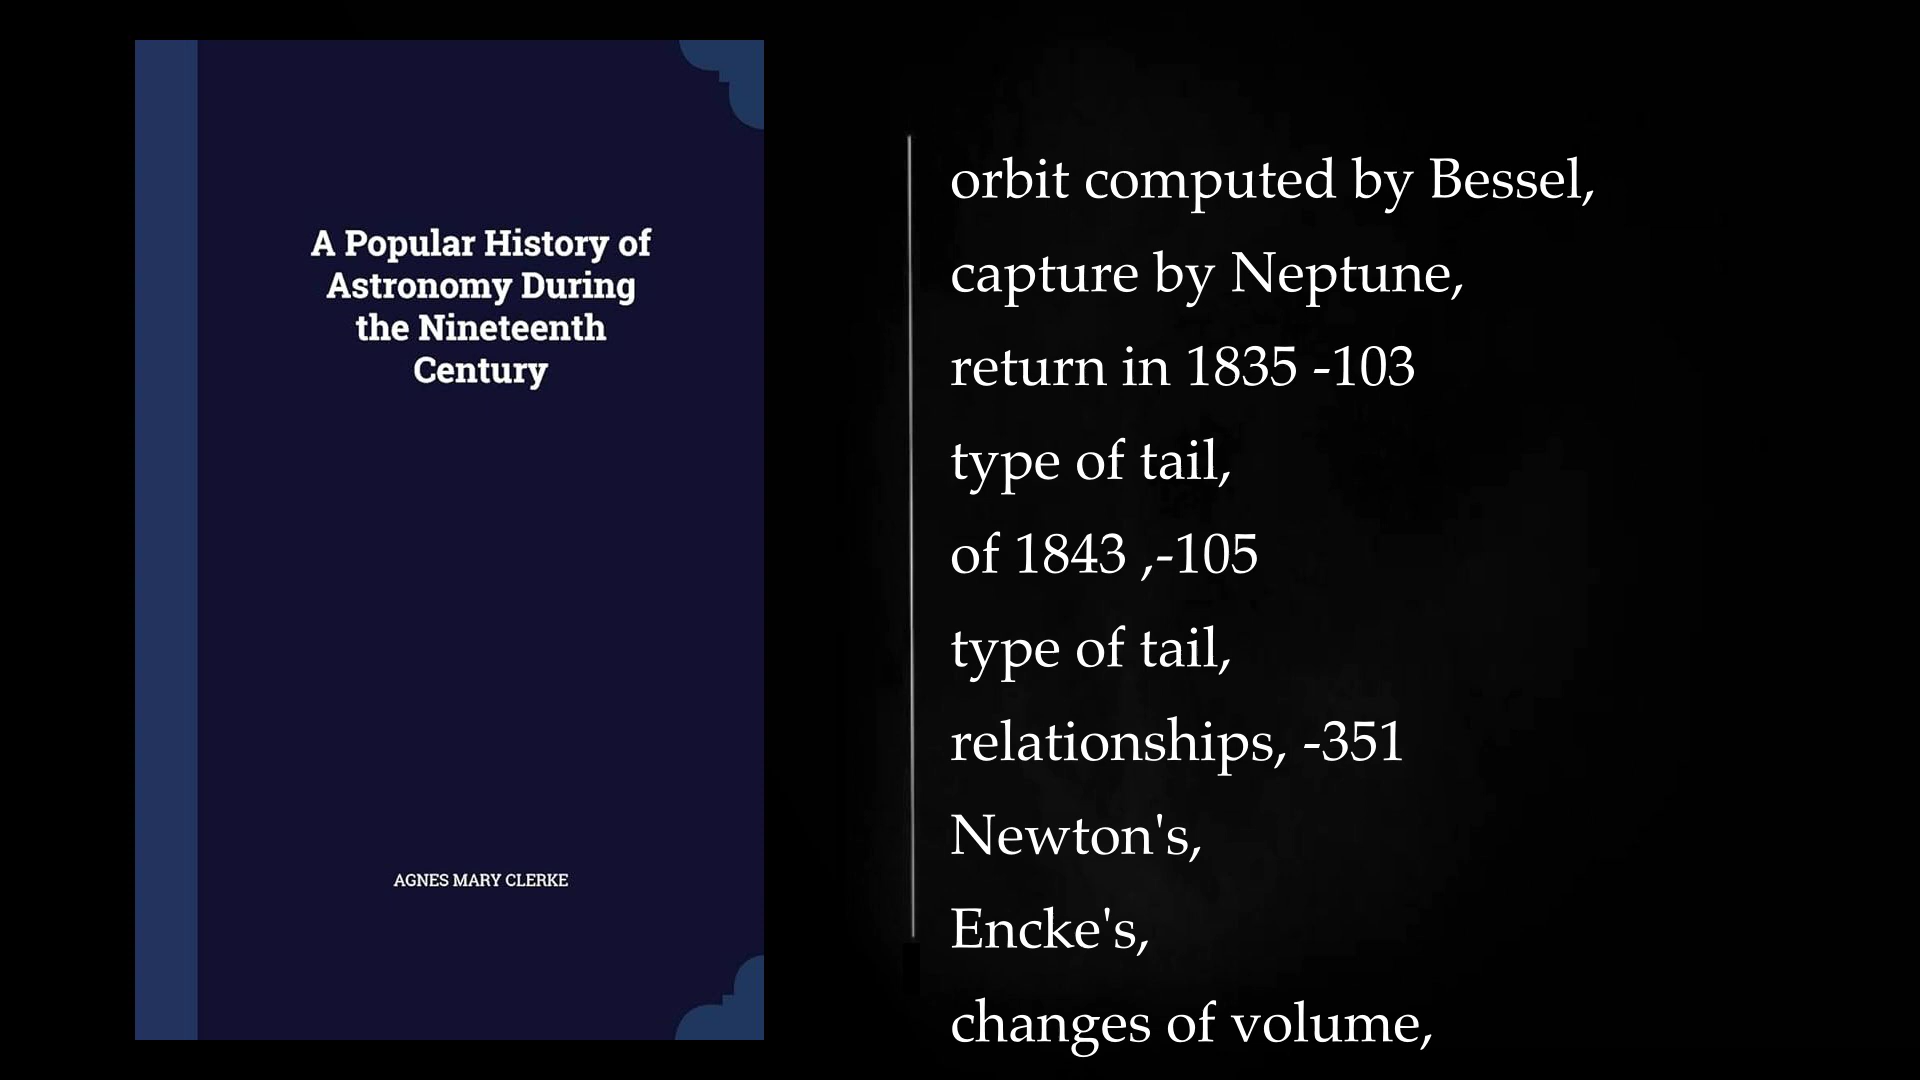 A Popular History of
Astronomy During
the Nineteenth
Century
AGNES MARY CLERKE
orbit computed by Bessel,
capture by Neptune,
return in 1835 -103
type of tail,
of 1843 ,-105
type of tail,
relationships, -351
Newton's,
Encke's,
changes of volume,